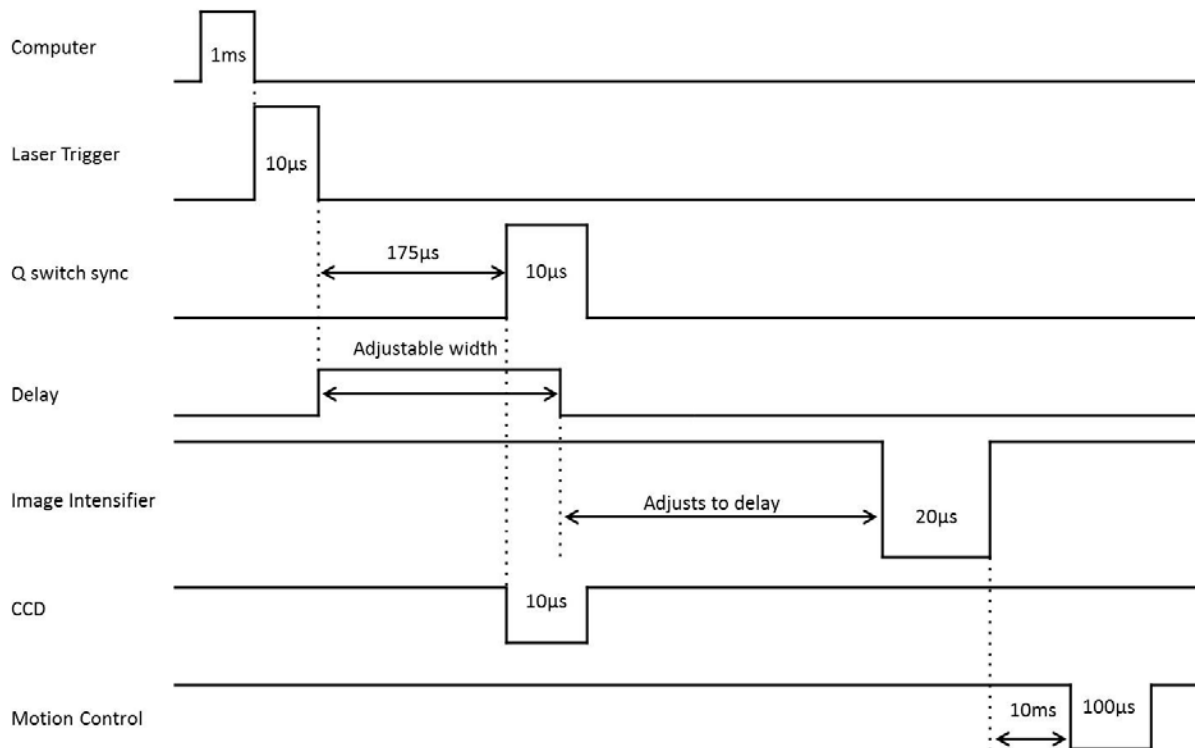 Computer
1ms
Laser Trigger
10µs
175µs
Q switch sync
10µs
Adjustable width
Delay
Image Intensifier
Adjusts to delay
20µs
CCD
10µs
Motion Control
10ms
100µs